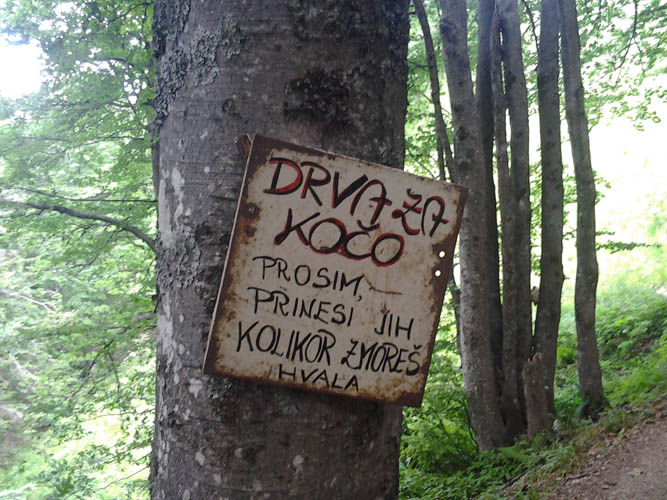 DRVA ZA
KOČO
PROSIM,
PRINESI JIH
KOLIKOR ZMOREŠ
HVALA